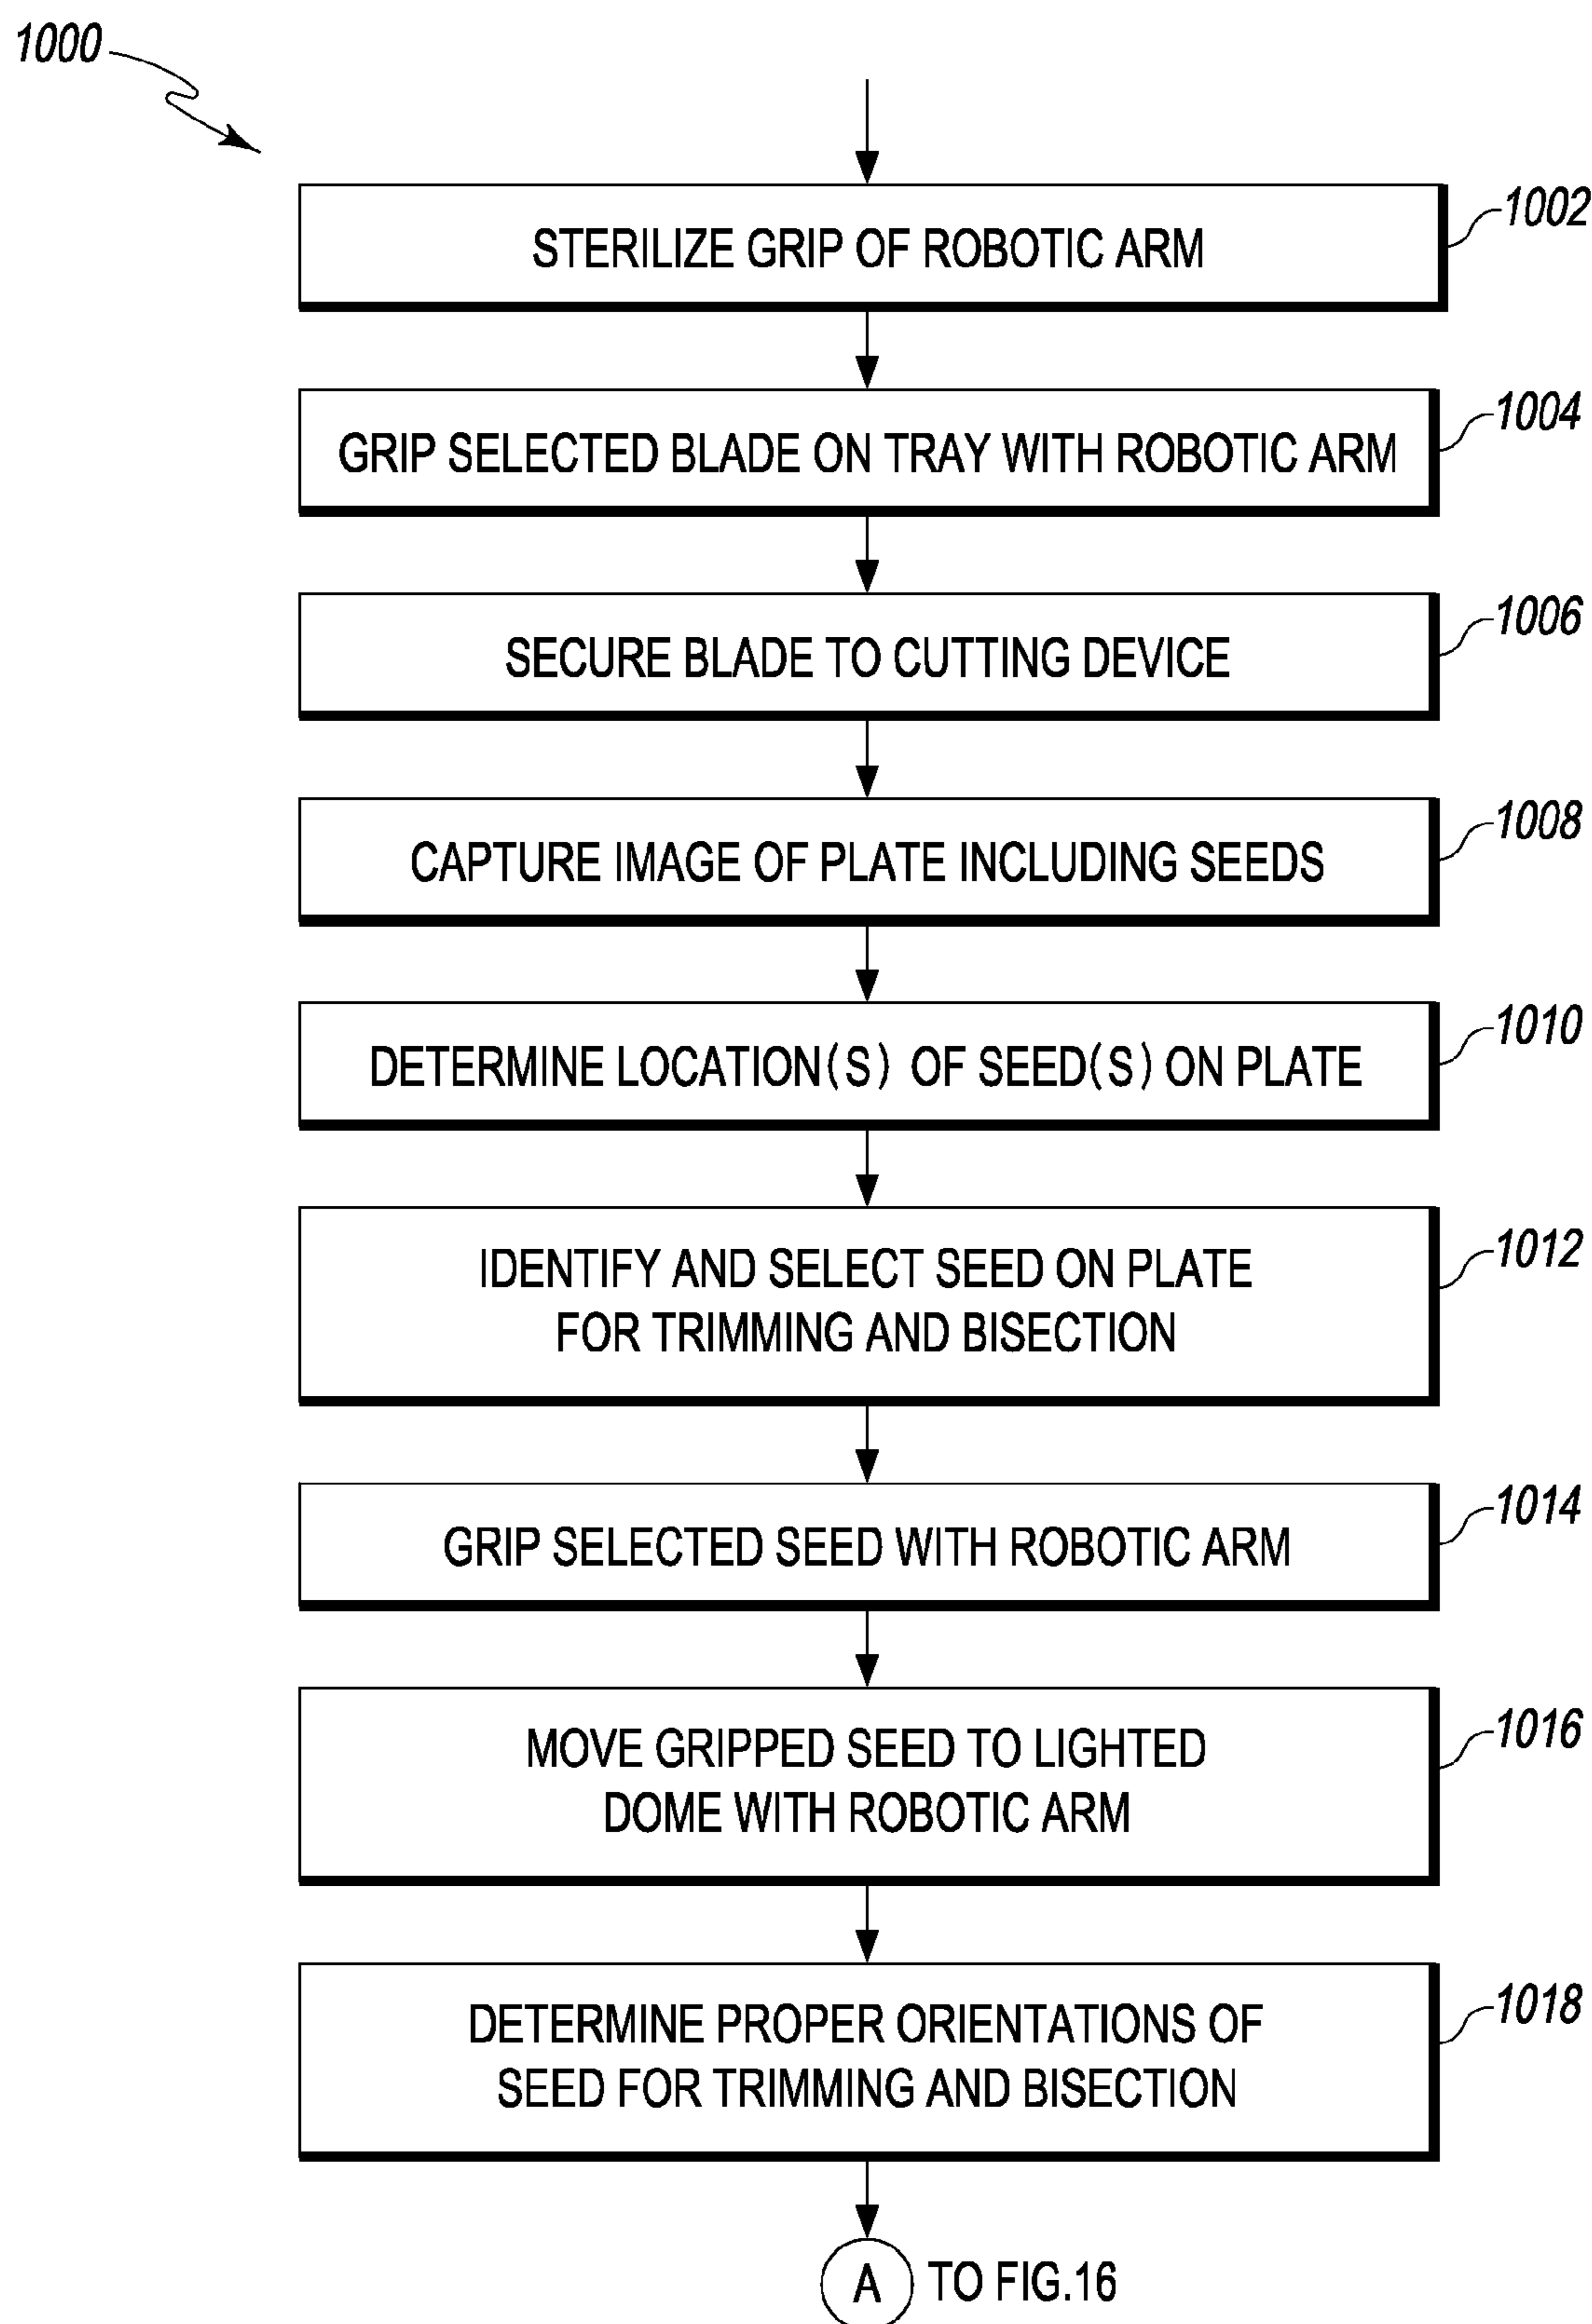 1000
STERILIZE GRIP OF ROBOTIC ARM
1002
GRIP SELECTED BLADE ON TRAY WITH ROBOTIC ARM
1004
SECURE BLADE TO CUTTING DEVICE
1006
CAPTURE IMAGE OF PLATE INCLUDING SEEDS
1008
DETERMINE LOCATION(S) OF SEED(S) ON PLATE
1010
IDENTIFY AND SELECT SEED ON PLATE
FOR TRIMMING AND BISECTION
1012
GRIP SELECTED SEED WITH ROBOTIC ARM
1014
MOVE GRIPPED SEED TO LIGHTED
DOME WITH ROBOTIC ARM
1016
DETERMINE PROPER ORIENTATIONS OF
SEED FOR TRIMMING AND BISECTION
1018
A TO FIG.16